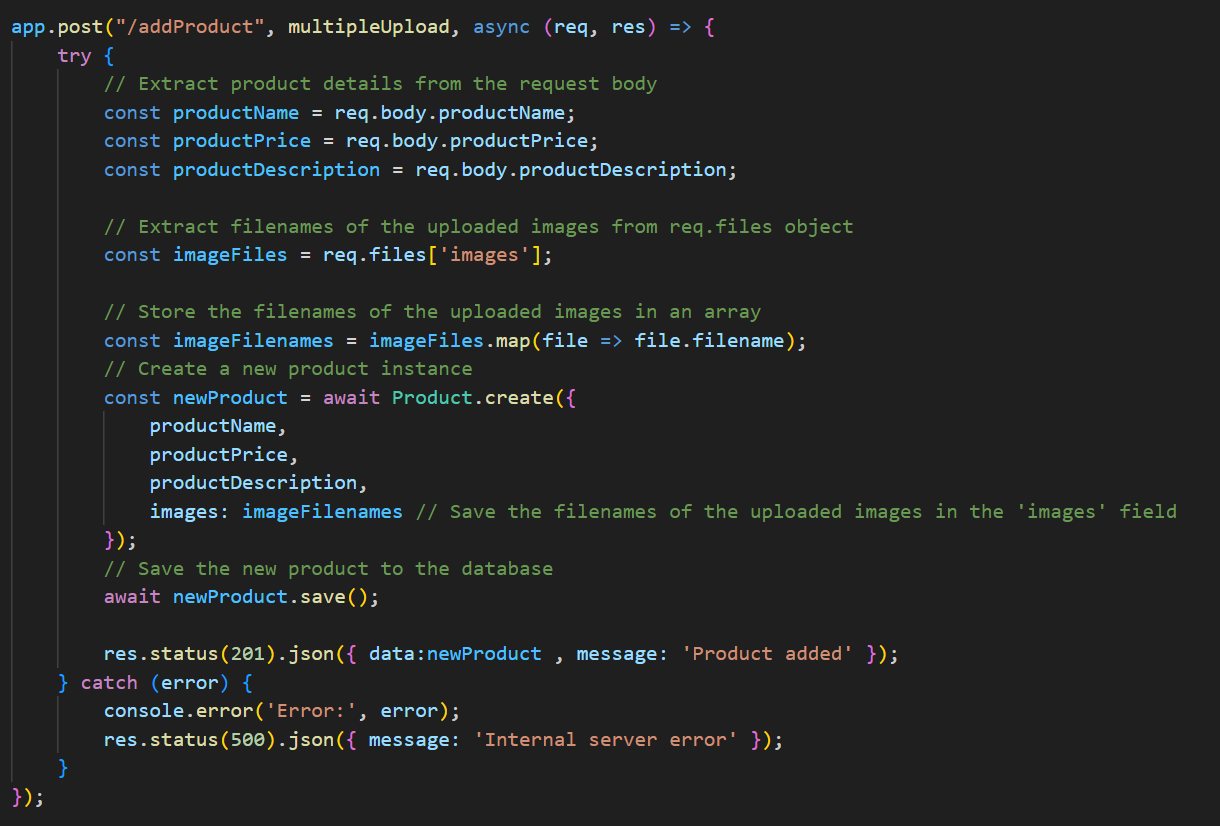 app.post("/addProduct", multipleUpload, async (req, res) => {
    try {
        // Extract product details from the request body
        const productName = req.body.productName;
        const productPrice = req.body.productPrice;
        const productDescription = req.body.productDescription;

        // Extract filenames of the uploaded images from req.files object
        const imageFiles = req.files['images'];

        // Store the filenames of the uploaded images in an array
        const imageFilenames = imageFiles.map(file => file.filename);
        // Create a new product instance
        const newProduct = await Product.create({
            productName,
            productPrice,
            productDescription,
            images: imageFilenames // Save the filenames of the uploaded images in the 'images' field
        });
        // Save the new product to the database
        await newProduct.save();

        res.status(201).json({ data:newProduct , message: 'Product added' });
    } catch (error) {
        console.error('Error:', error);
        res.status(500).json({ message: 'Internal server error' });
    }
});